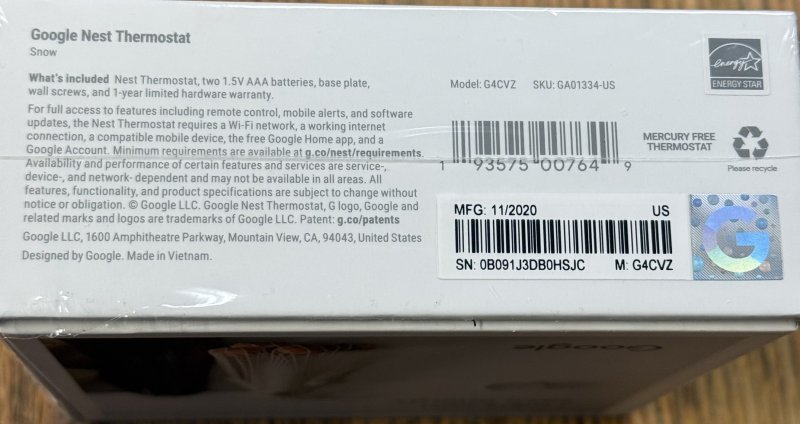 Google Nest Thermostat
Snow
What's included Nest Thermostat, two 1.5V AAA batteries, base plate,
wall screws, and 1-year limited hardware warranty.
For full access to features including remote control, mobile alerts, and software
updates, the Nest Thermostat requires a Wi-Fi network, a working internet
connection, a compatible mobile device, the free Google Home app, and a
Google Account. Minimum requirements are available at g.co/nest/requirements.
Availability and performance of certain features and services are service-,
device-, and network- dependent and may not be available in all areas. All
features, functionality, and product specifications are subject to change without
notice or obligation. © Google LLC. Google Nest Thermostat, G logo, Google and
related marks and logos are trademarks of Google LLC. Patent: g.co/patents
Google LLC, 1600 Amphitheatre Parkway, Mountain View, CA, 94043, United States
Designed by Google. Made in Vietnam.
Model: G4CVZ SKU: GA01334-US
energy
ENERGY STAR
1 93575 00764 9
MERCURY FREE
THERMOSTAT
Please recycle
MFG: 11/2020 US
SN: 0B091J3DB0HSJC M: G4CVZ
G
Google